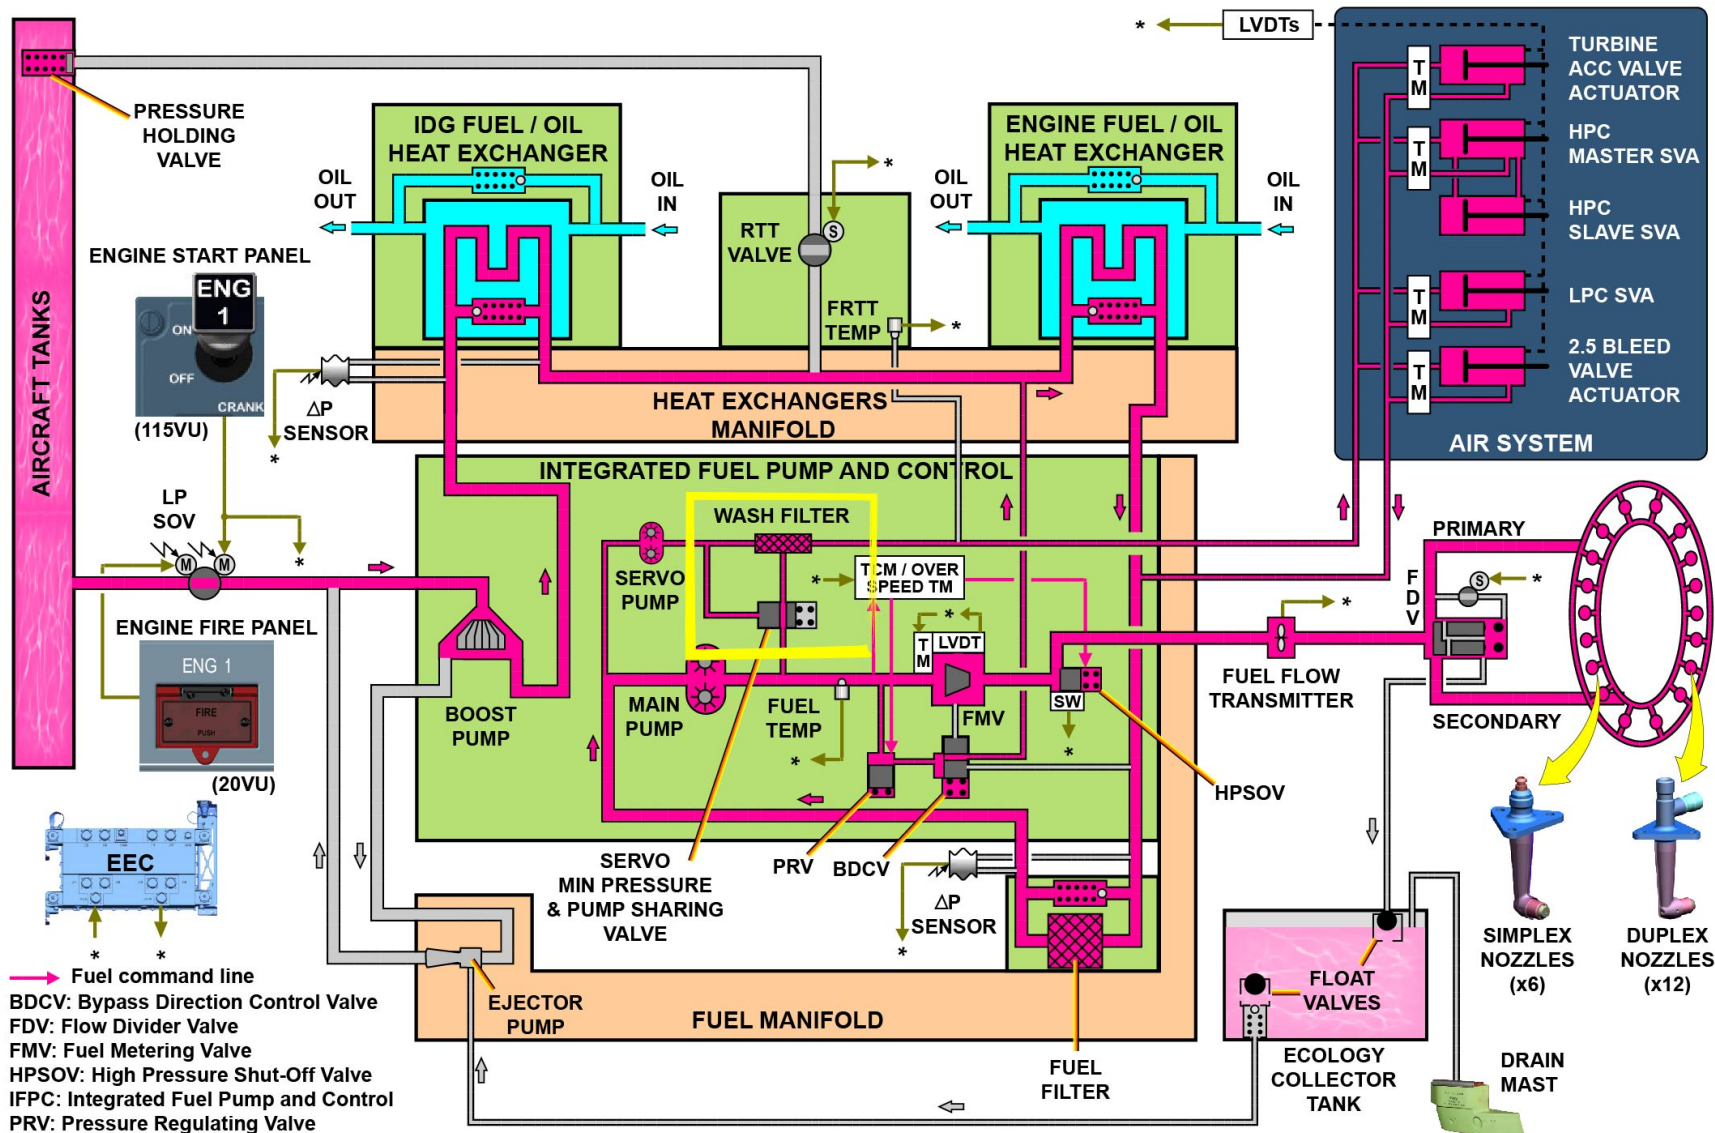 LVDTs
TURBINE
ACC VALVE
ACTUATOR
TM
HPC
MASTER SVA
TM
HPC
SLAVE SVA
LPC SVA
TM
2.5 BLEED
VALVE
ACTUATOR
TM
AIR SYSTEM
PRESSURE
HOLDING
VALVE
AIRCRAFT TANKS
IDG FUEL / OIL
HEAT EXCHANGER
OIL
OUT
OIL
IN
RTT
VALVE
S
FRTT
TEMP
ENGINE FUEL / OIL
HEAT EXCHANGER
OIL
OUT
OIL
IN
ENGINE START PANEL
ENG
1
ON
OFF
CRANK
(115VU)
ΔP
SENSOR
HEAT EXCHANGERS
MANIFOLD
LP
SOV
M
M
ENGINE FIRE PANEL
ENG 1
FIRE
PUSH
(20VU)
INTEGRATED FUEL PUMP AND CONTROL
WASH FILTER
SERVO
PUMP
TCM / OVER
SPEED TM
TM
LVDT
FMV
SW
MAIN
PUMP
FUEL
TEMP
BOOST
PUMP
HPSOV
PRV
BDCV
SERVO
MIN PRESSURE
& PUMP SHARING
VALVE
ΔP
SENSOR
FUEL FLOW
TRANSMITTER
FDV
S
PRIMARY
SECONDARY
SIMPLEX
NOZZLES
(x6)
DUPLEX
NOZZLES
(x12)
FLOAT
VALVES
ECOLOGY
COLLECTOR
TANK
DRAIN
MAST
EJECTOR
PUMP
FUEL MANIFOLD
FUEL
FILTER
EEC
* *
Fuel command line
BDCV: Bypass Direction Control Valve
FDV: Flow Divider Valve
FMV: Fuel Metering Valve
HPSOV: High Pressure Shut-Off Valve
IFPC: Integrated Fuel Pump and Control
PRV: Pressure Regulating Valve